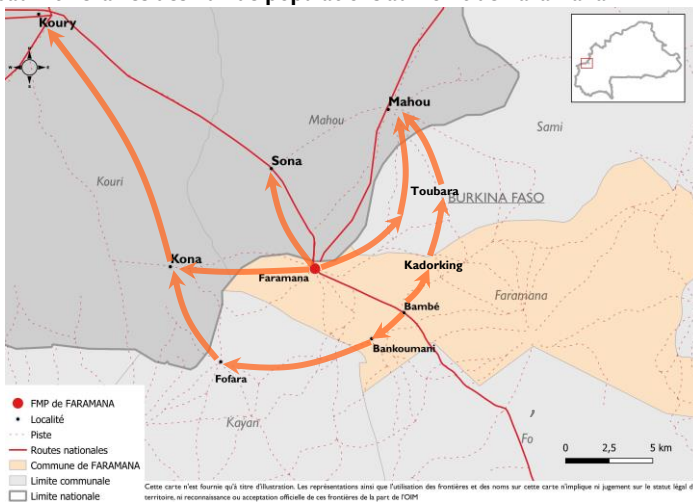 Koury
Mahou
Mahou
Sami
Sona
Kouri
Toubara
BURKINA FASO
Kona
Kadorking
Faramana
Faramana
Bambé
Bankoumani
Fofara
Kayan
Fo
FMP de FARAMANA
Localité
Piste
Routes nationales
Commune de FARAMANA
Limite communale
Limite nationale
0 2,5 5 km
Cette carte n'est fournie qu'à titre d'illustration. Les représentations ainsi que l'utilisation des frontières et des noms sur cette carte n'implique ni jugement sur le statut légal d
territoire, ni reconnaissance ou acceptation officielle de ces frontières de la part de l'OIM